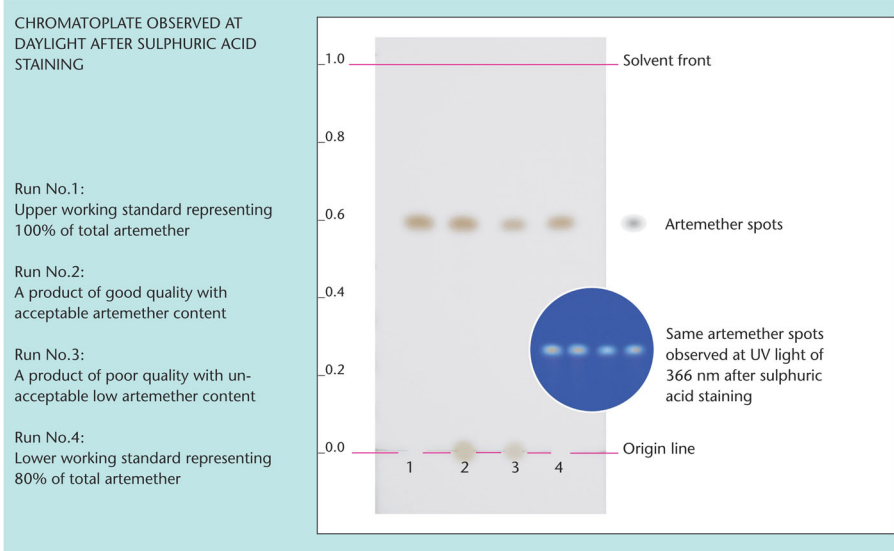 CHROMATOPLATE OBSERVED AT
DAYLIGHT AFTER SULPHURIC ACID
STAINING
Run No.1:
Upper working standard representing
100% of total artemether
Run No.2:
A product of good quality with
acceptable artemether content
Run No.3:
A product of poor quality with un-
acceptable low artemether content
Run No.4:
Lower working standard representing
80% of total artemether
1.0
Solvent front
0.8
0.6
Artemether spots
0.4
Same artemether spots
observed at UV light of
366 nm after sulphuric
acid staining
0.2
0.0
Origin line
1 2 3 4